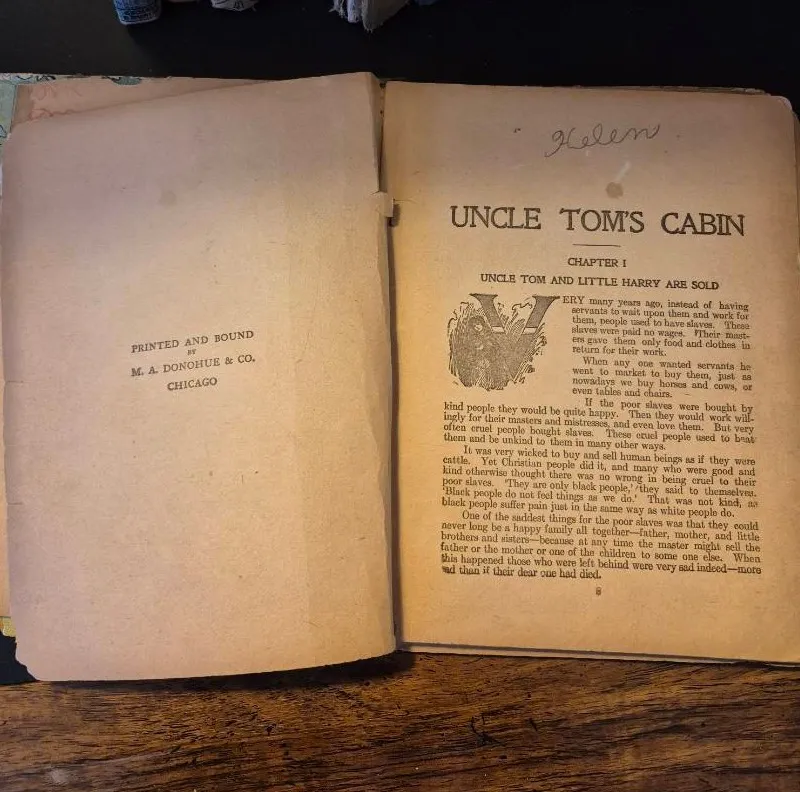 PRINTED AND BOUND
BY
M. A. DONOHUE & CO.
CHICAGO
Helen
UNCLE TOM'S CABIN
CHAPTER I
UNCLE TOM AND LITTLE HARRY ARE SOLD
VERY many years ago, instead of having
servants to wait upon them and work for
them, people used to have slaves. These
slaves were paid no wages. Their mast-
ers gave them only food and clothes in
return for their work.
When any one wanted servants he
went to market to buy them, just as
nowadays we buy horses and cows, or
even tables and chairs.
If the poor slaves were bought by
kind people they would be quite happy. Then they would work will-
ingly for their masters and mistresses, and even love them. But very
often cruel people bought slaves. These cruel people used to beat
them and be unkind to them in many other ways.
It was very wicked to buy and sell human beings as if they were
cattle. Yet Christian people did it, and many who were good and
kind otherwise thought there was no wrong in being cruel to their
poor slaves. 'They are only black people,' they said to themselves.
'Black people do not feel things as we do.' That was not kind, as
black people suffer pain just in the same way as white people do.
One of the saddest things for the poor slaves was that they could
never long be a happy family all together—father, mother, and little
brothers and sisters—because at any time the master might sell the
father or the mother or one of the children to some one else. When
this happened those who were left behind were very sad indeed—more
sad than if their dear one had died.
8